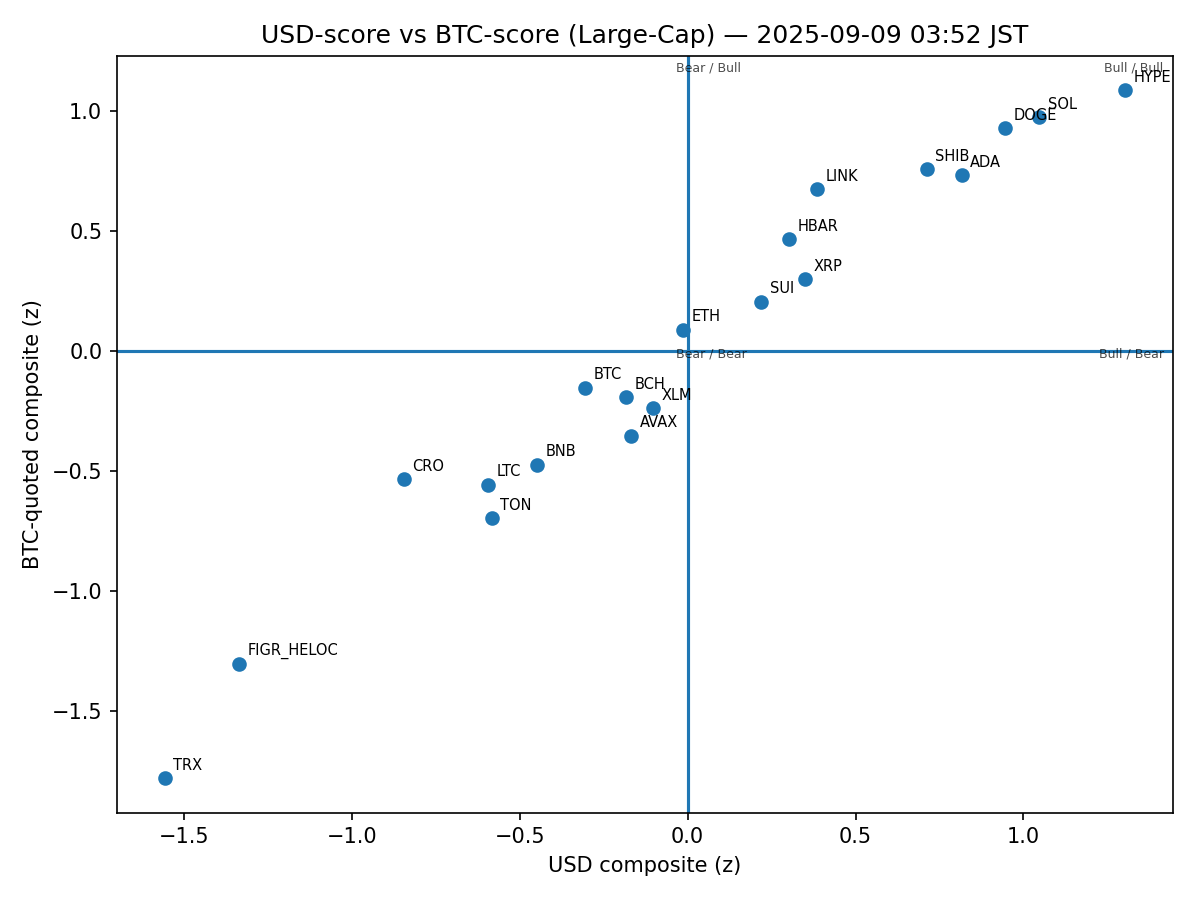 USD-score vs BTC-score (Large-Cap) — 2025-09-09 03:52 JST
Bear / Bull
Bull / Bull
HYPE
SOL
DOGE
SHIB
ADA
LINK
HBAR
XRP
SUI
ETH
Bear / Bear
Bull / Bear
BTC
BCH
XLM
AVAX
BNB
CRO
LTC
TON
FIGR_HELOC
TRX
1.0
0.5
0.0
−0.5
−1.0
−1.5
BTC-quoted composite (z)
−1.5
−1.0
−0.5
0.0
0.5
1.0
USD composite (z)